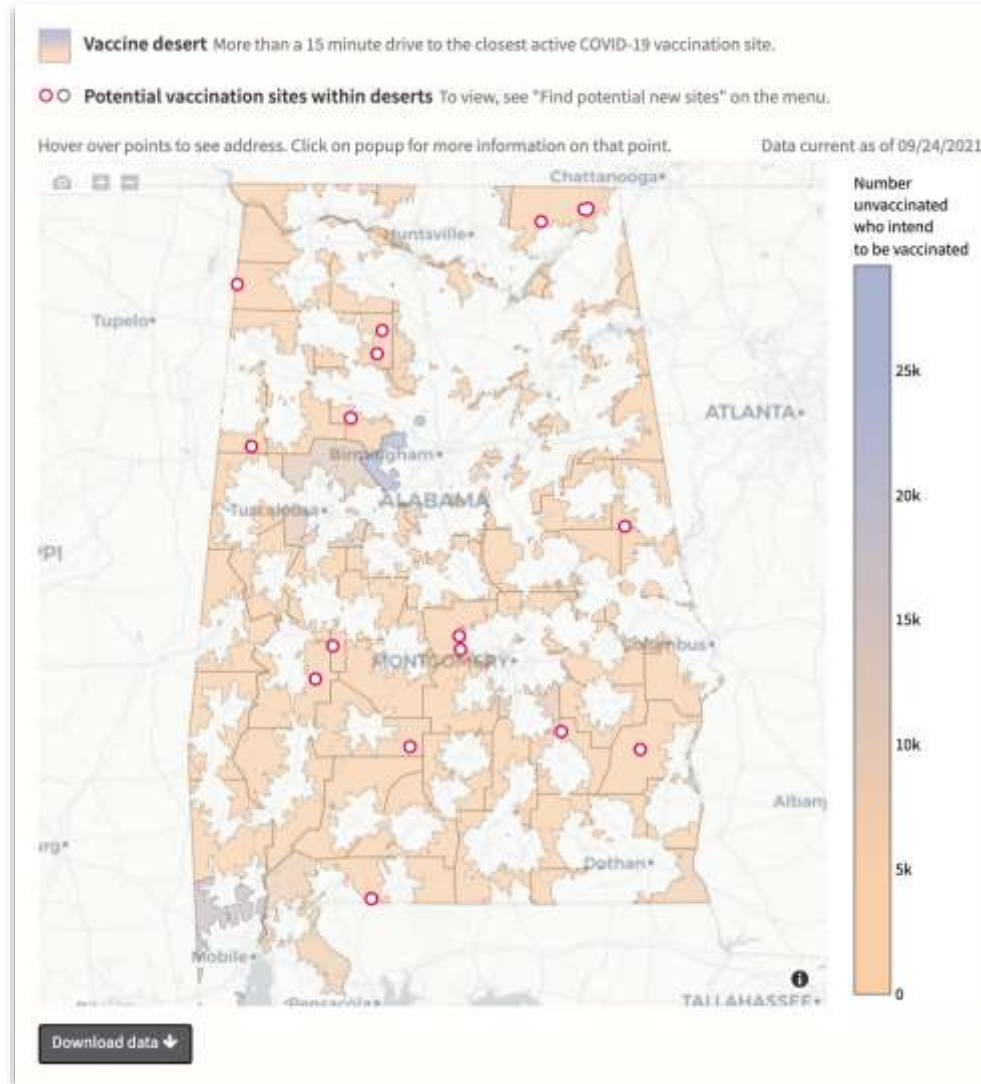 Vaccine desert More than a 15 minute drive to the closest active COVID-19 vaccination site.
Potential vaccination sites within deserts To view, see "Find potential new sites" on the menu.
Hover over points to see address. Click on popup for more information on that point.
Data current as of 09/24/2021
Chattanooga
Number
unvaccinated
who intend
to be vaccinated
Huntsville
Tupelo
25k
ATLANTA
Birmingham
20k
ALABAMA
Tuscaloosa
PI
15k
Columbus
MONTGOMERY
10k
Alban
urg
Dothan
5k
Mobile
Pensacola
TALLAHASSEE
0
Download data